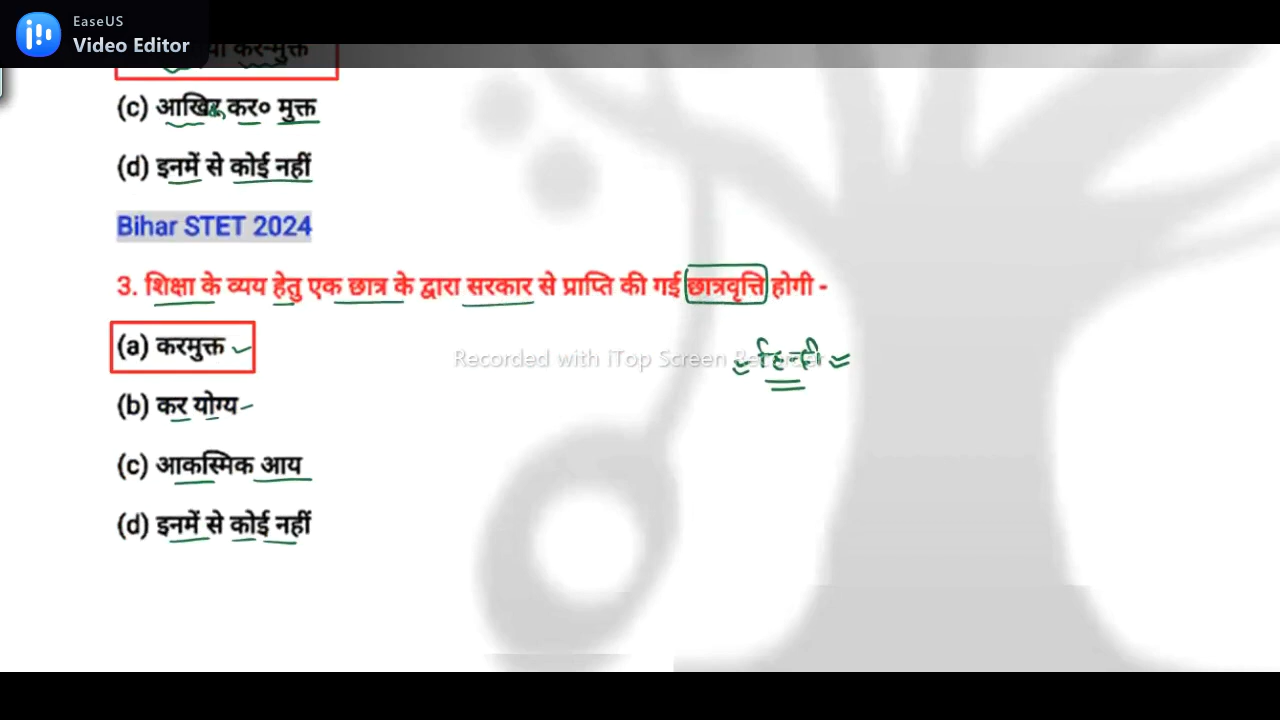 EaseUS
Video Editor
कर-मुक्त
(c) आखिर कर० मुक्त
(d) इनमें से कोई नहीं
Bihar STET 2024
3. शिक्षा के व्यय हेतु एक छात्र के द्वारा सरकार से प्राप्ति की गई छात्रवृत्ति होगी -
(a) करमुक्त
Recorded with iTop Screen Recorder
हिन्दी
(b) कर योग्य
(c) आकस्मिक आय
(d) इनमें से कोई नहीं